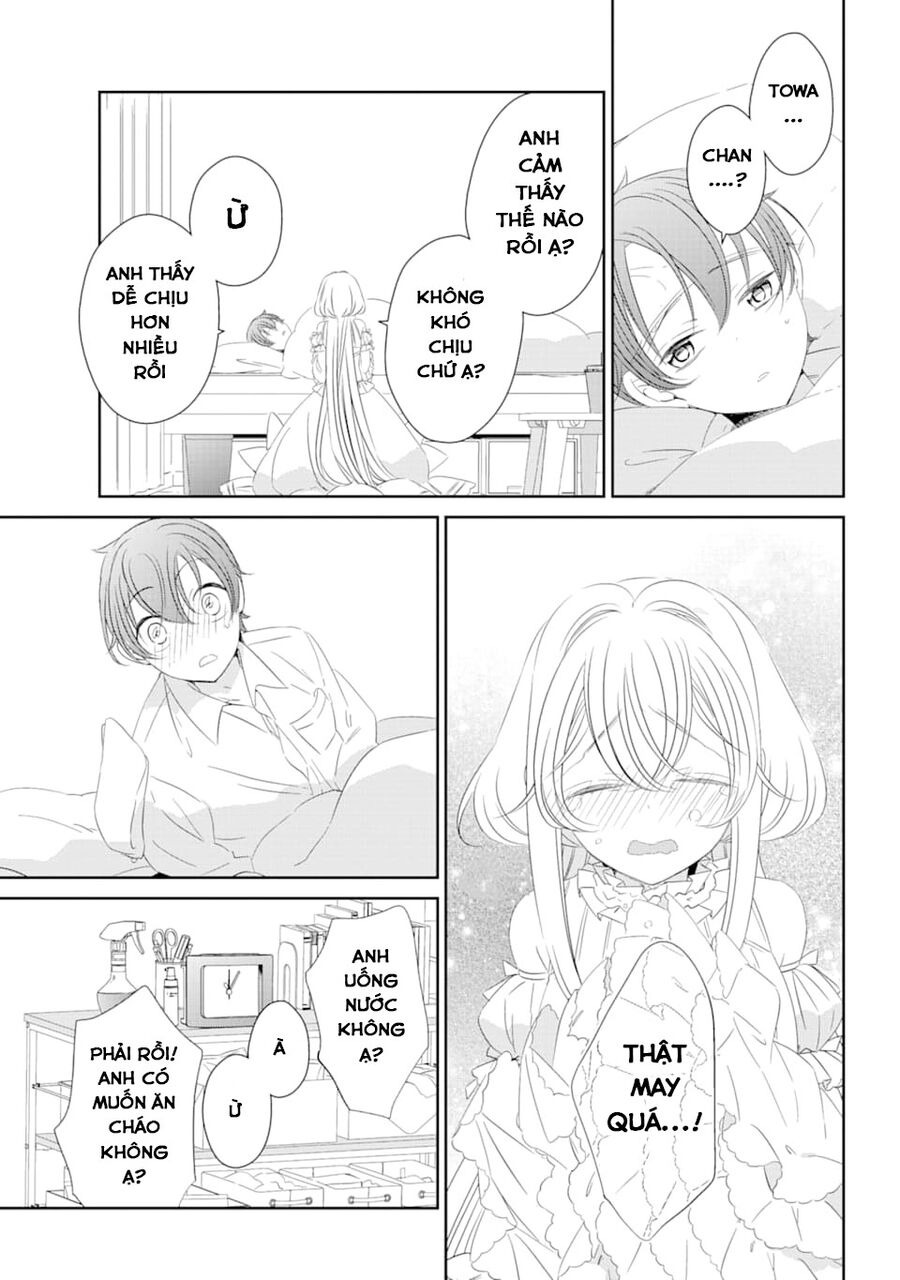 TOWA
...
CHAN
....?
ANH
CẢM
THẤY
THẾ NÀO
RỒI Ạ?
KHÔNG
KHÓ
CHỊU
CHỨ Ạ?
Ừ
ANH THẤY
DỄ CHỊU
HƠN
NHIỀU
RỒI
THẬT
MAY
QUÁ...!
ANH
UỐNG
NƯỚC
KHÔNG
Ạ?
À
Ừ
PHẢI RỒI!
ANH CÓ
MUỐN ĂN
CHÁO
KHÔNG
Ạ?